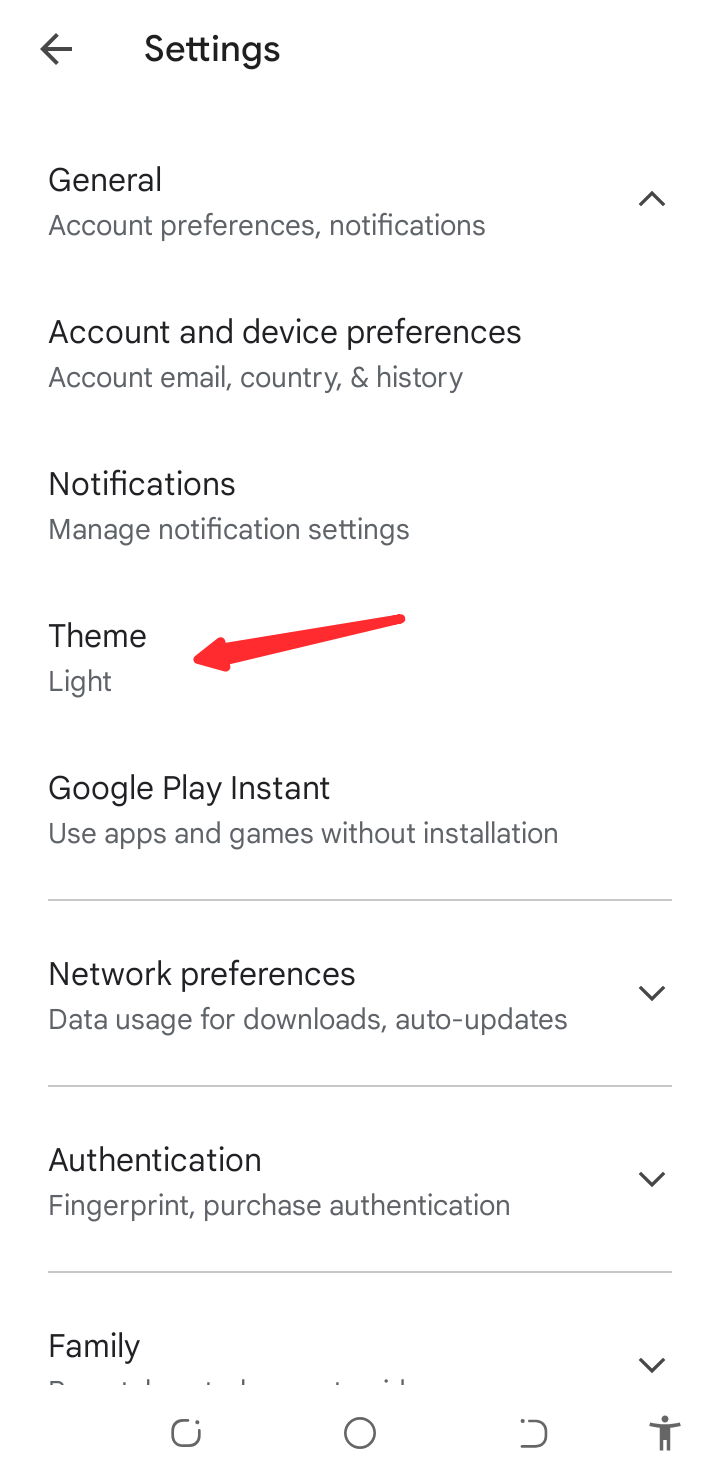 Settings
General
Account preferences, notifications
Account and device preferences
Account email, country, & history
Notifications
Manage notification settings
Theme
Light
Google Play Instant
Use apps and games without installation
Network preferences
Data usage for downloads, auto-updates
Authentication
Fingerprint, purchase authentication
Family